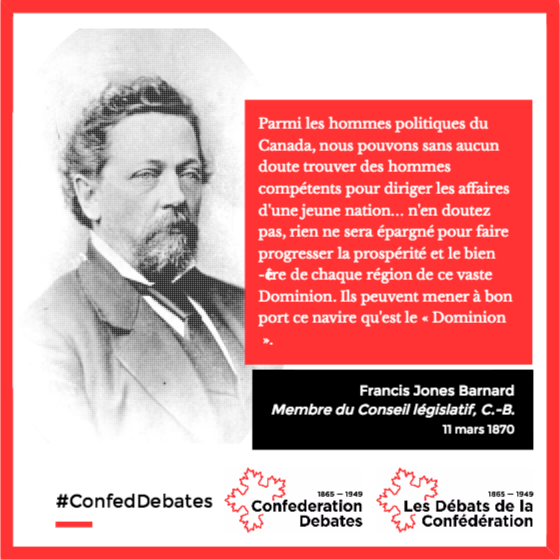 Parmi les hommes politiques du
Canada, nous pouvons sans aucun
doute trouver des hommes
compétents pour diriger les affaires
d'une jeune nation... n'en doutez
pas, rien ne sera épargné pour faire
progresser la prospérité et le bien
-être de chaque région de ce vaste
Dominion. Ils peuvent mener à bon
port ce navire qu'est le « Dominion
».
Francis Jones Barnard
Membre du Conseil législatif, C.-B.
11 mars 1870
#ConfedDebates
1865 — 1949
Confederation
Debates
1865 — 1949
Les Débats de la
Confédération